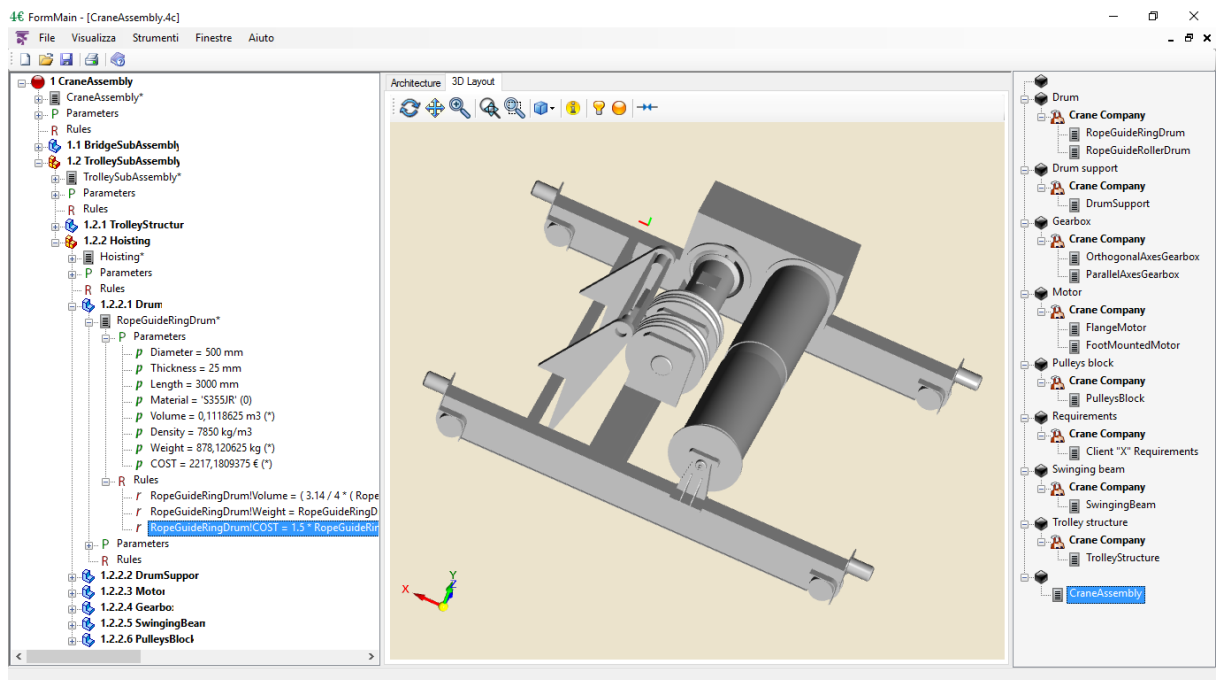 4€ FormMain - [CraneAssembly.4c]
File Visualizza Strumenti Finestre Aiuto
1 CraneAssembly
CraneAssembly*
P Parameters
R Rules
1.1 BridgeSubAssembly
1.2 TrolleySubAssembly
TrolleySubAssembly*
P Parameters
R Rules
1.2.1 TrolleyStructur
1.2.2 Hoisting
Hoisting*
P Parameters
R Rules
1.2.2.1 Drum
RopeGuideRingDrum*
P Parameters
p Diameter = 500 mm
p Thickness = 25 mm
p Length = 3000 mm
p Material = 'S355JR' (0)
p Volume = 0,1118625 m3 (*)
p Density = 7850 kg/m3
p Weight = 878,120625 kg (*)
p COST = 2217,1809375 € (*)
R Rules
r RopeGuideRingDrum!Volume = ( 3.14 / 4 * ( Rope
r RopeGuideRingDrum!Weight = RopeGuideRingD
r RopeGuideRingDrum!COST = 1.5 * RopeGuideRin
P Parameters
R Rules
1.2.2.2 DrumSuppor
1.2.2.3 Motor
1.2.2.4 Gearbo:
1.2.2.5 SwingingBean
1.2.2.6 PulleysBlock
Architecture 3D Layout
X
Y
Z
Drum
Crane Company
RopeGuideRingDrum
RopeGuideRollerDrum
Drum support
Crane Company
DrumSupport
Gearbox
Crane Company
OrthogonalAxesGearbox
ParallelAxesGearbox
Motor
Crane Company
FlangeMotor
FootMountedMotor
Pulleys block
Crane Company
PulleysBlock
Requirements
Crane Company
Client "X" Requirements
Swinging beam
Crane Company
SwingingBeam
Trolley structure
Crane Company
TrolleyStructure
CraneAssembly